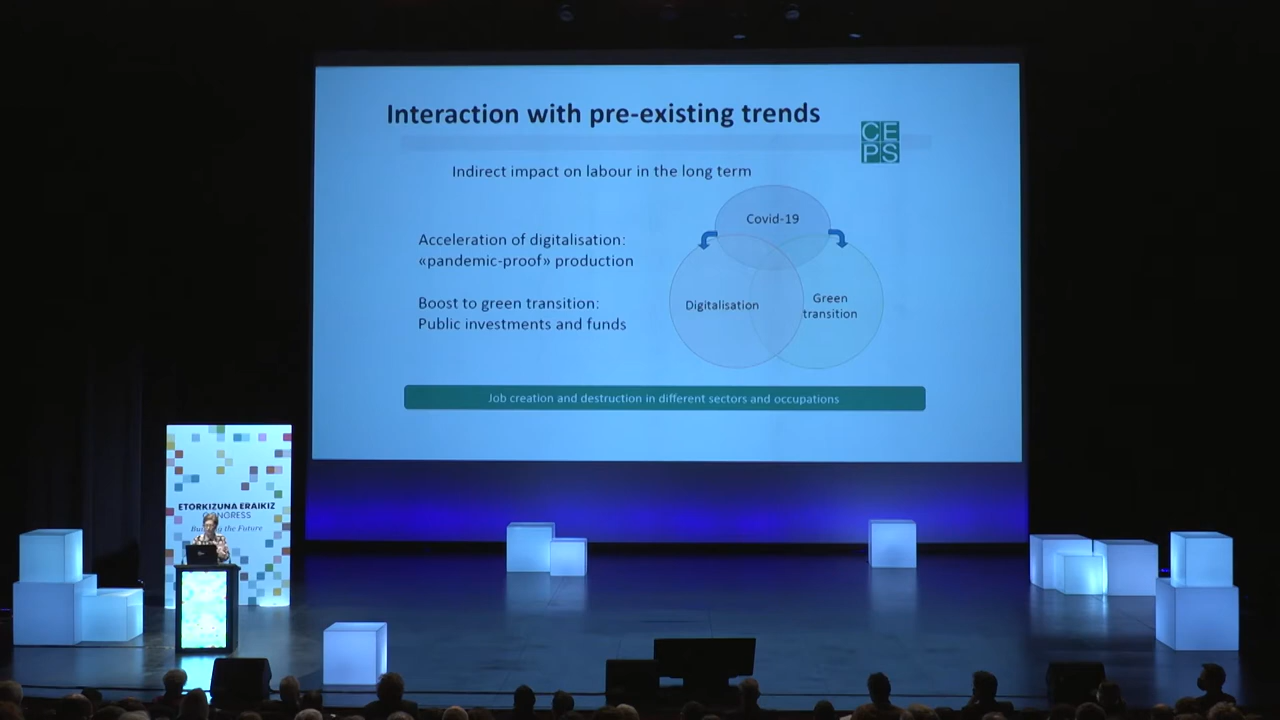 Interaction with pre-existing trends
CE
PS
Indirect impact on labour in the long term
Covid-19
Acceleration of digitalisation:
«pandemic-proof» production
Boost to green transition:
Public investments and funds
Digitalisation
Green
transition
Job creation and destruction in different sectors and occupations
ETORKIZUNA ERAIKIZ
CONGRESS
the Future